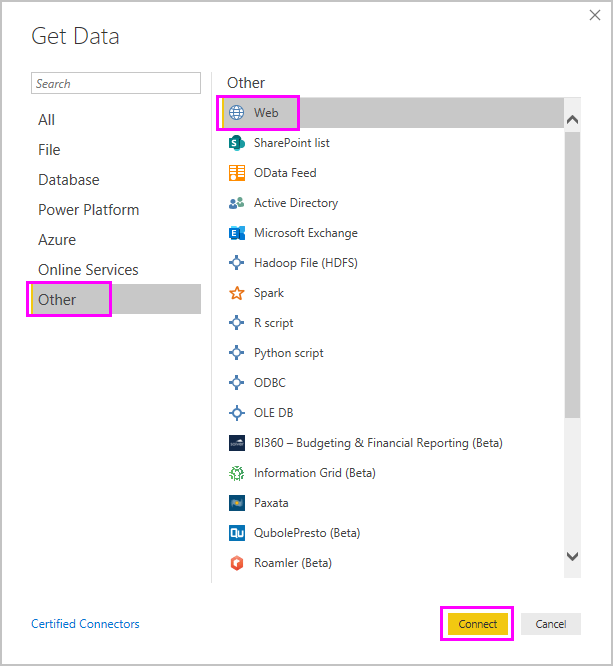 Get Data
Search
All
File
Database
Power Platform
Azure
Online Services
Other
Other
Web
SharePoint list
OData Feed
Active Directory
Microsoft Exchange
Hadoop File (HDFS)
Spark
R script
Python script
ODBC
OLE DB
BI360 – Budgeting & Financial Reporting (Beta)
Information Grid (Beta)
Paxata
Qu QubolePresto (Beta)
Roamler (Beta)
Certified Connectors
Connect
Cancel